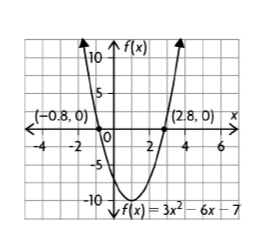 f(x)
10
5
(-0.8, 0) (2.8, 0) x
-4 -2 0 2 4 6
-5
-10
f(x) = 3x² - 6x - 7